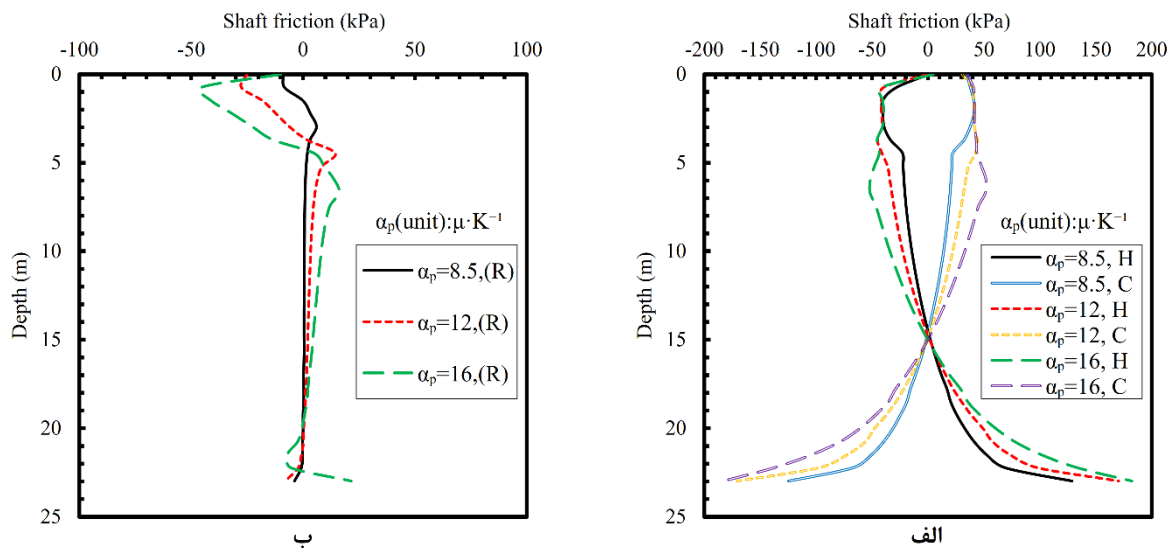 Shaft friction (kPa)
-100 -50 0 50 100
0
5
10
15
20
25
Depth (m)
αₚ(unit):μ·K⁻¹
αₚ=8.5,(R)
αₚ=12,(R)
αₚ=16,(R)
ب
Shaft friction (kPa)
-200 -150 -100 -50 0 50 100 150 200
0
5
10
15
20
25
Depth (m)
αₚ(unit):μ·K⁻¹
αₚ=8.5, H
αₚ=8.5, C
αₚ=12, H
αₚ=12, C
αₚ=16, H
αₚ=16, C
الف